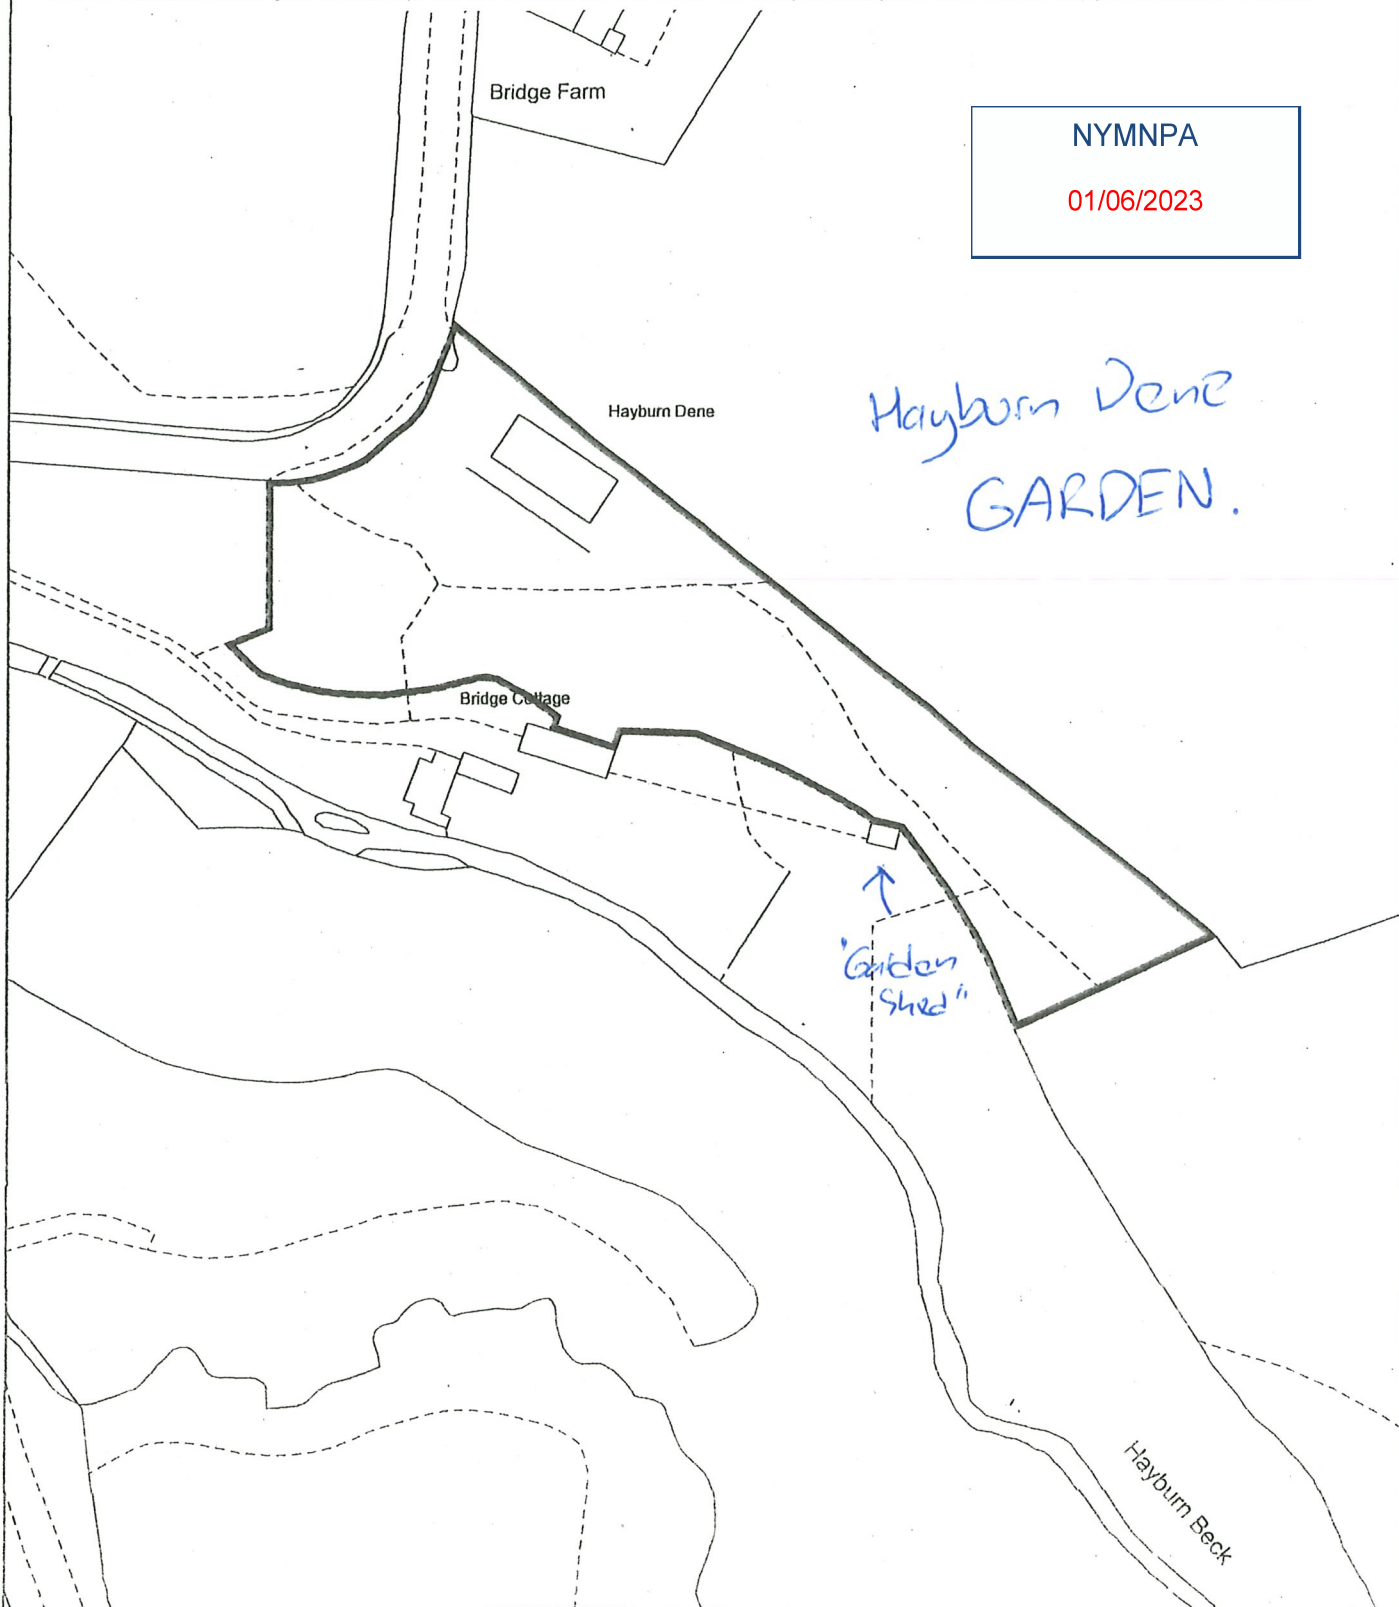 Bridge Farm
NYMNPA
01/06/2023
Hayburn Dene
GARDEN.
Hayburn Dene
Bridge Cottage
"Garden
Shed"
Hayburn Beck